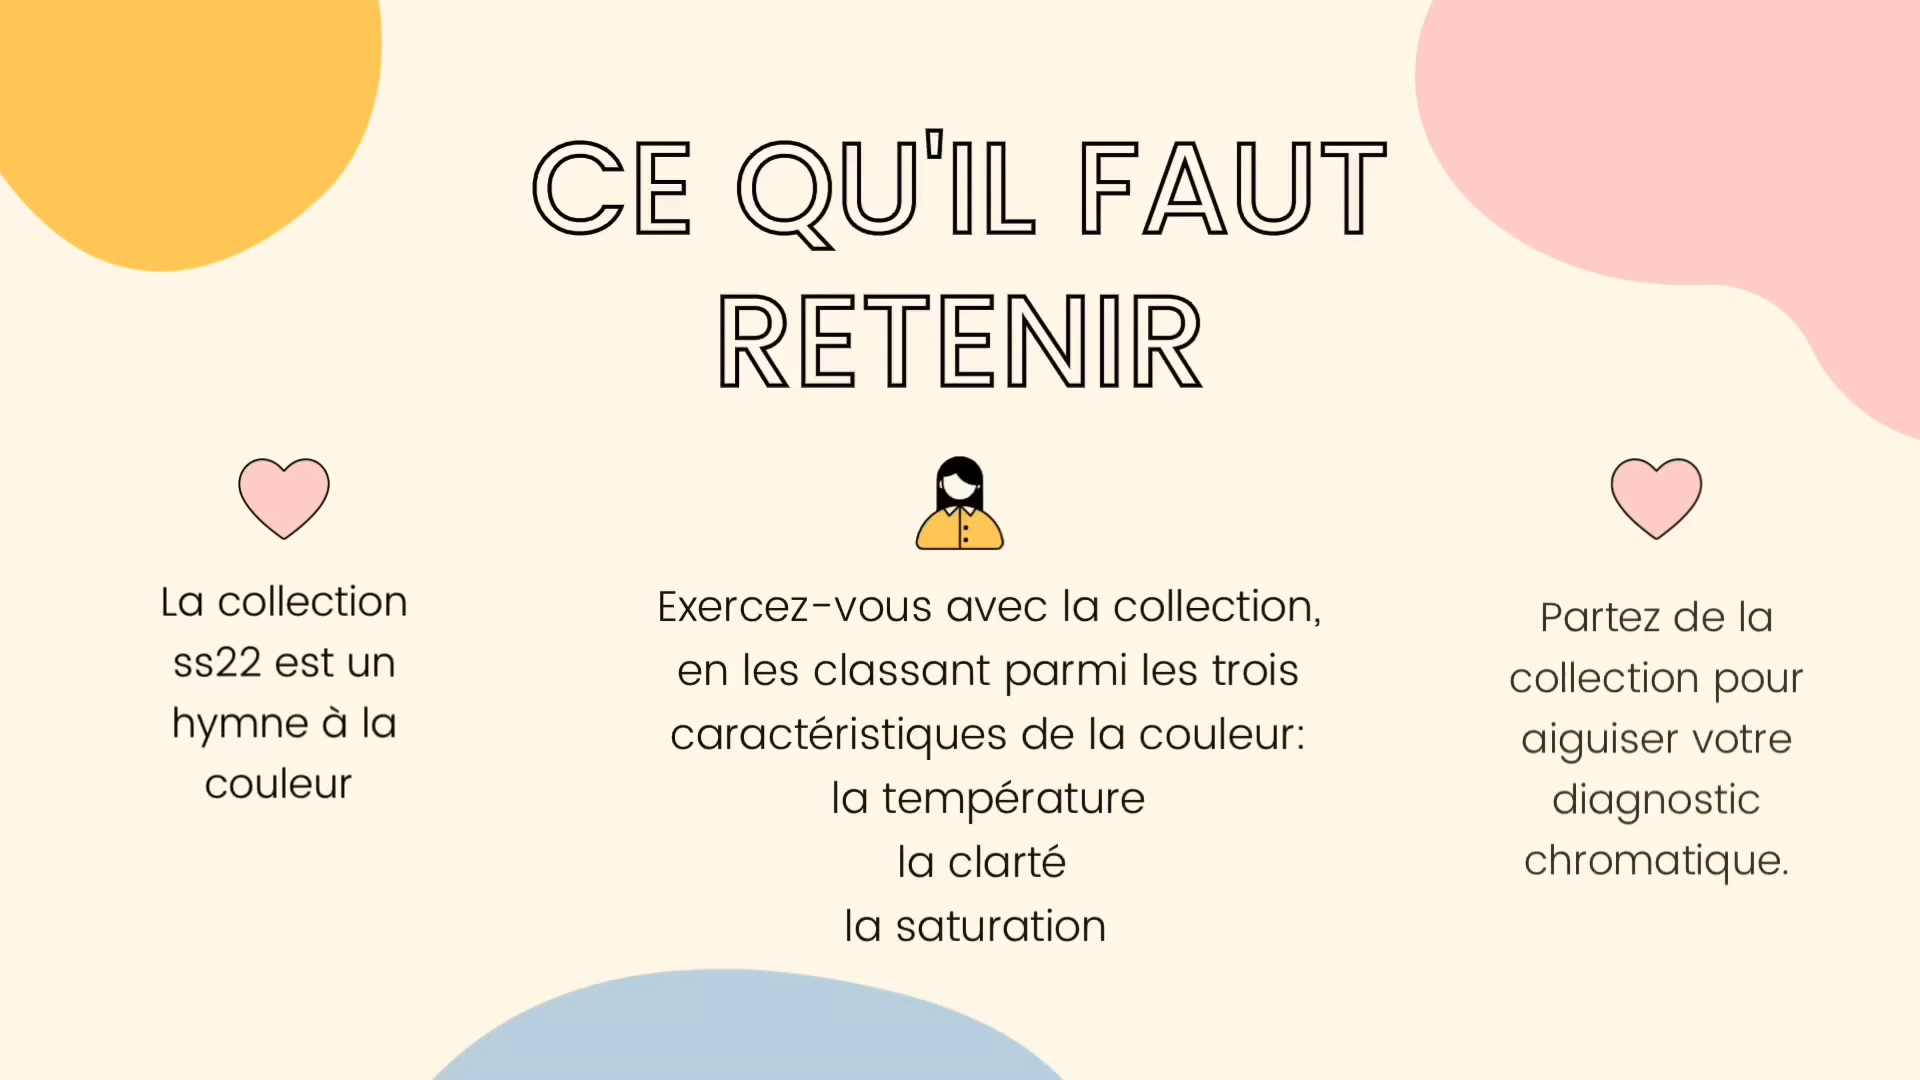 CE QU'IL FAUT
RETENIR
La collection
ss22 est un
hymne à la
couleur
Exercez-vous avec la collection,
en les classant parmi les trois
caractéristiques de la couleur:
la température
la clarté
la saturation
Partez de la
collection pour
aiguiser votre
diagnostic
chromatique.